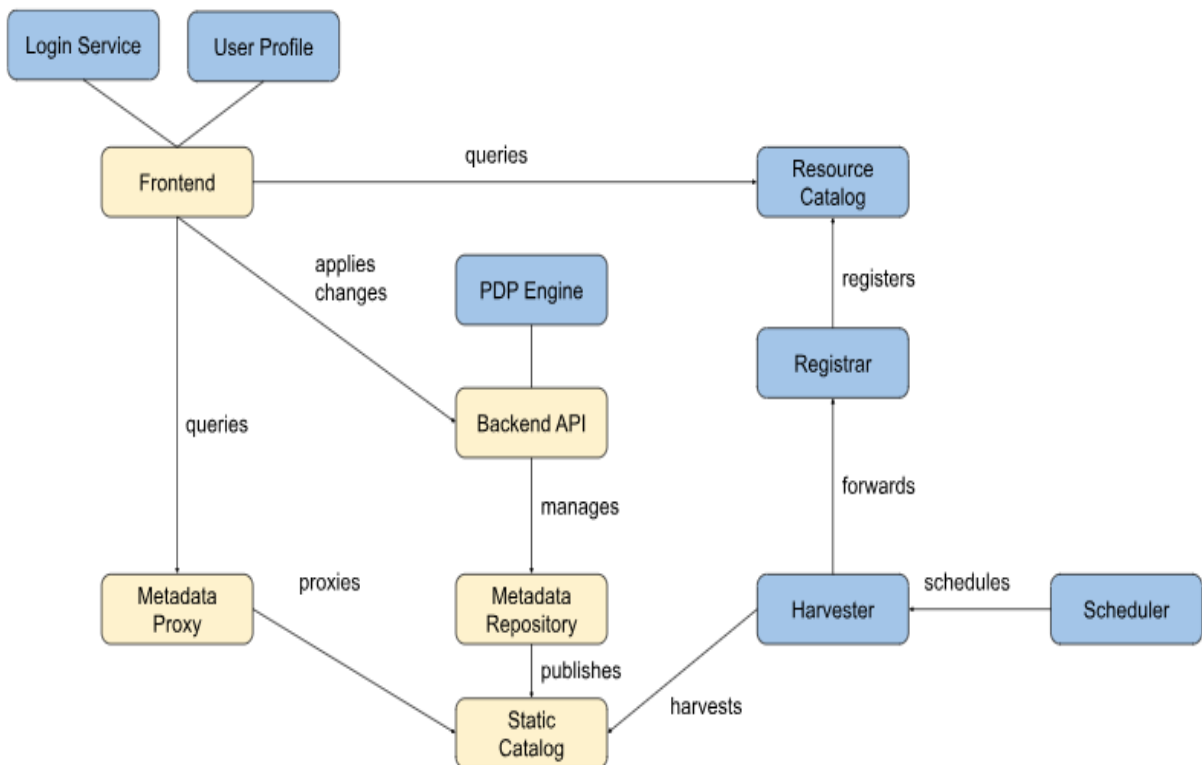 Login Service
User Profile
Frontend
queries
Resource
Catalog
applies
changes
PDP Engine
registers
Registrar
queries
Backend API
forwards
manages
Metadata
Proxy
proxies
Metadata
Repository
Harvester
schedules
Scheduler
publishes
harvests
Static
Catalog